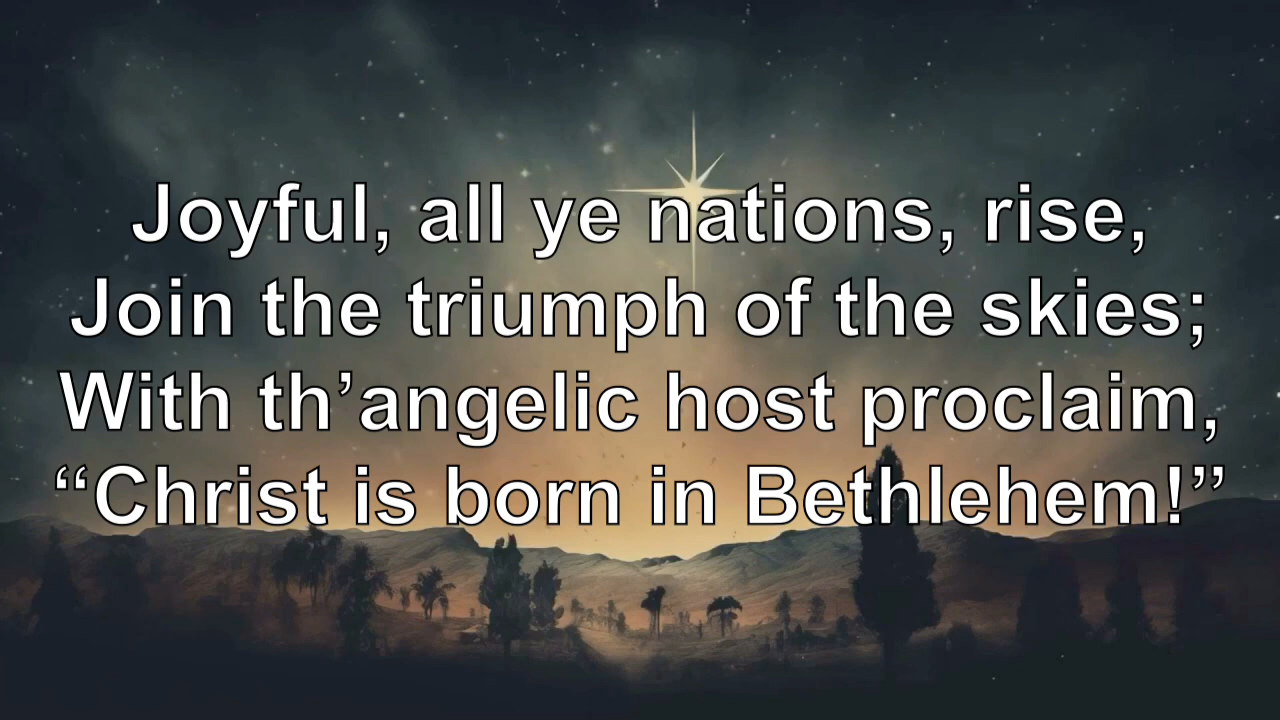 Joyful, all ye nations, rise,
Join the triumph of the skies;
With th’angelic host proclaim,
“Christ is born in Bethlehem!”